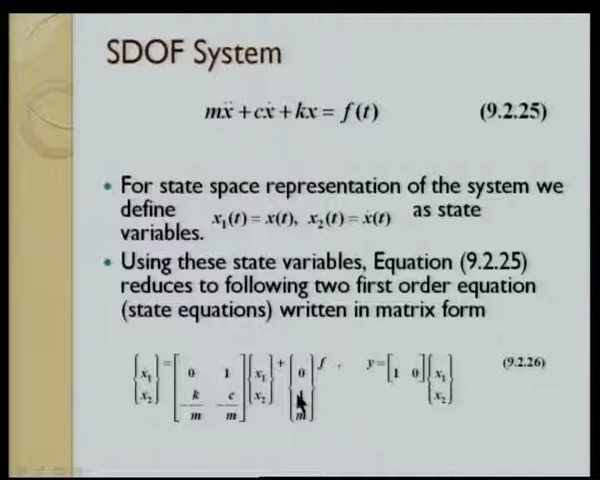 SDOF System
mẍ + cẋ + kx = f(t) (9.2.25)
• For state space representation of the system we
define x₁(t) = x(t), x₂(t) = ẋ(t) as state
variables.
• Using these state variables, Equation (9.2.25)
reduces to following two first order equation
(state equations) written in matrix form
{ẋ₁ ẋ₂} = [0 1 -k/m -c/m] {x₁ x₂} + {0 1/m} f , y = [1 0] {x₁ x₂} (9.2.26)